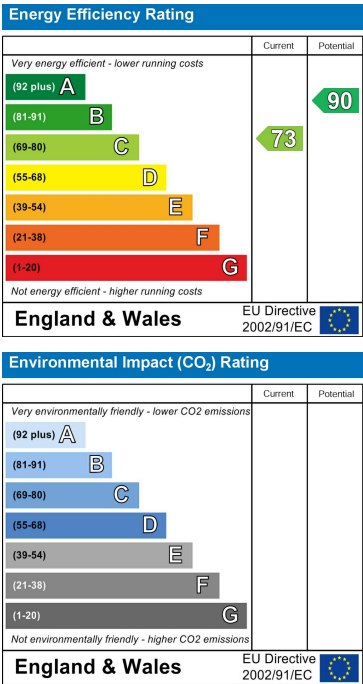 Energy Efficiency Rating
Current Potential
Very energy efficient - lower running costs
(92 plus) A
(81-91) B
(69-80) C
(55-68) D
(39-54) E
(21-38) F
(1-20) G
73
90
Not energy efficient - higher running costs
England & Wales
EU Directive
2002/91/EC
Environmental Impact (CO₂) Rating
Current Potential
Very environmentally friendly - lower CO2 emissions
(92 plus) A
(81-91) B
(69-80) C
(55-68) D
(39-54) E
(21-38) F
(1-20) G
Not environmentally friendly - higher CO2 emissions
England & Wales
EU Directive
2002/91/EC